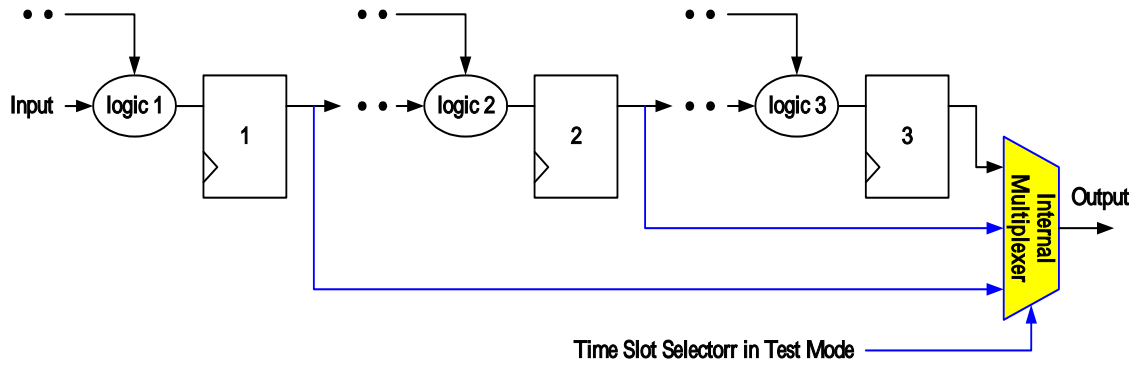 Input
logic 1
1
logic 2
2
logic 3
3
Internal
Multiplexer
Output
Time Slot Selectorr in Test Mode